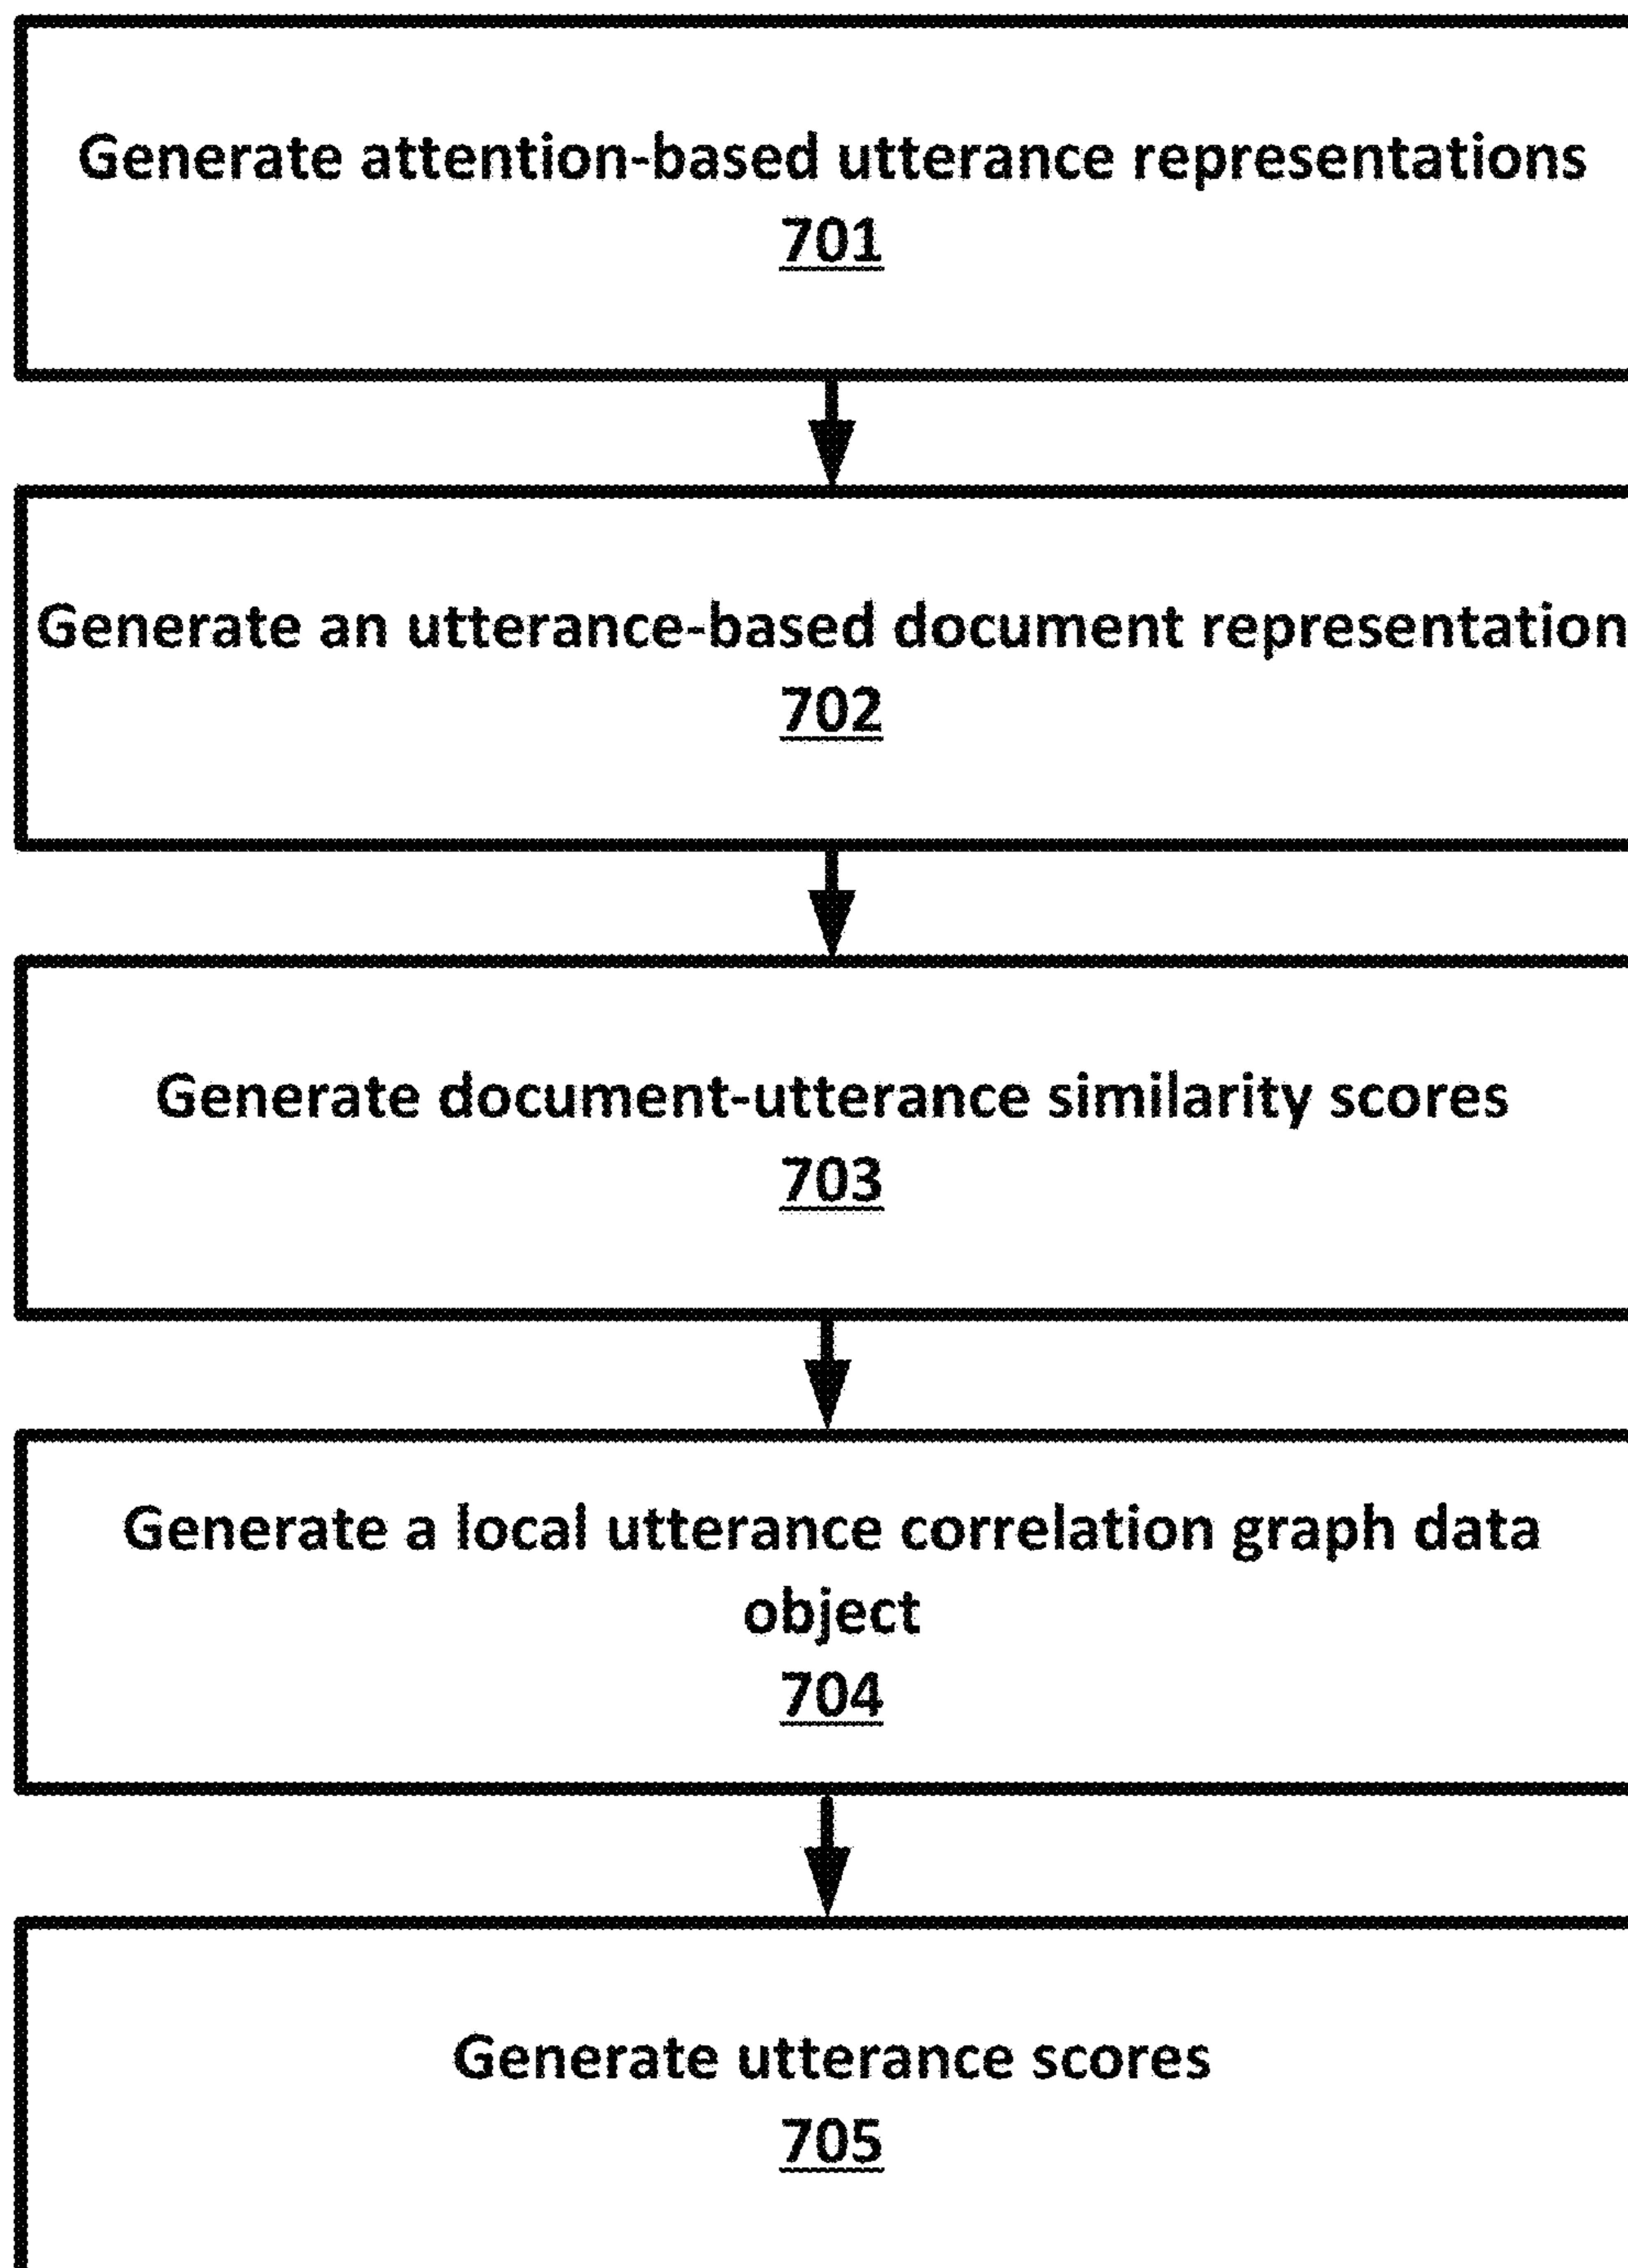 Generate attention-based utterance representations
701
Generate an utterance-based document representation
702
Generate document-utterance similarity scores
703
Generate a local utterance correlation graph data
object
704
Generate utterance scores
705